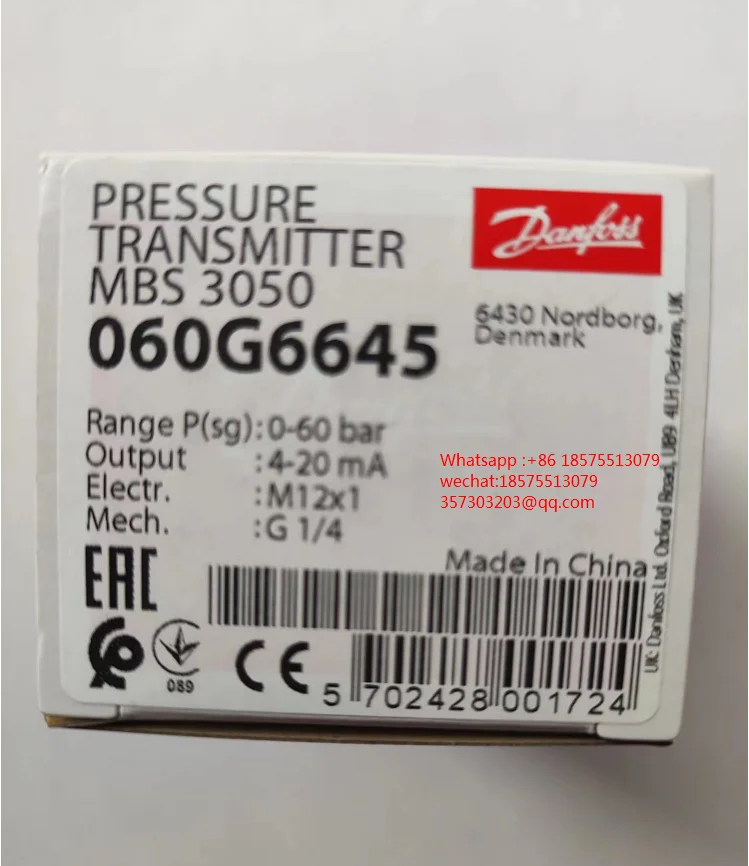 PRESSURE
TRANSMITTER
MBS 3050
060G6645
Danfoss
6430 Nordborg,
Denmark
Range P(sg):0-60 bar
Output :4-20 mA
Electr. :M12x1
Mech. :G 1/4
Whatsapp :+86 18575513079
wechat:18575513079
357303203@qq.com
Made In China
EAC
089
CE
5 702428 001724
UK: Danfoss Ltd. Oxford Road, UB9 4LH Denham, UK